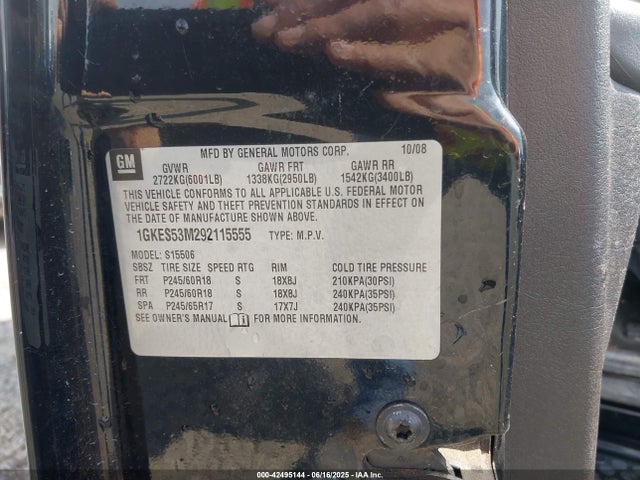 GM
MFD BY GENERAL MOTORS CORP. 10/08
GVWR GAWR FRT GAWR RR
2722KG(6001LB) 1338KG(2950LB) 1542KG(3400LB)
THIS VEHICLE CONFORMS TO ALL APPLICABLE U.S. FEDERAL MOTOR
VEHICLE SAFETY AND THEFT PREVENTION STANDARDS IN EFFECT ON
THE DATE OF MANUFACTURE SHOWN ABOVE.
1GKES53M292115555 TYPE: M.P.V.
MODEL: S15506
SBSZ TIRE SIZE SPEED RTG RIM COLD TIRE PRESSURE
FRT P245/60R18 S 18X8J 210KPA(30PSI)
RR P245/60R18 S 18X8J 240KPA(35PSI)
SPA P245/65R17 S 17X7J 240KPA(35PSI)
SEE OWNER'S MANUAL FOR MORE INFORMATION.
000-42495144 - 06/16/2025 - IAA Inc.